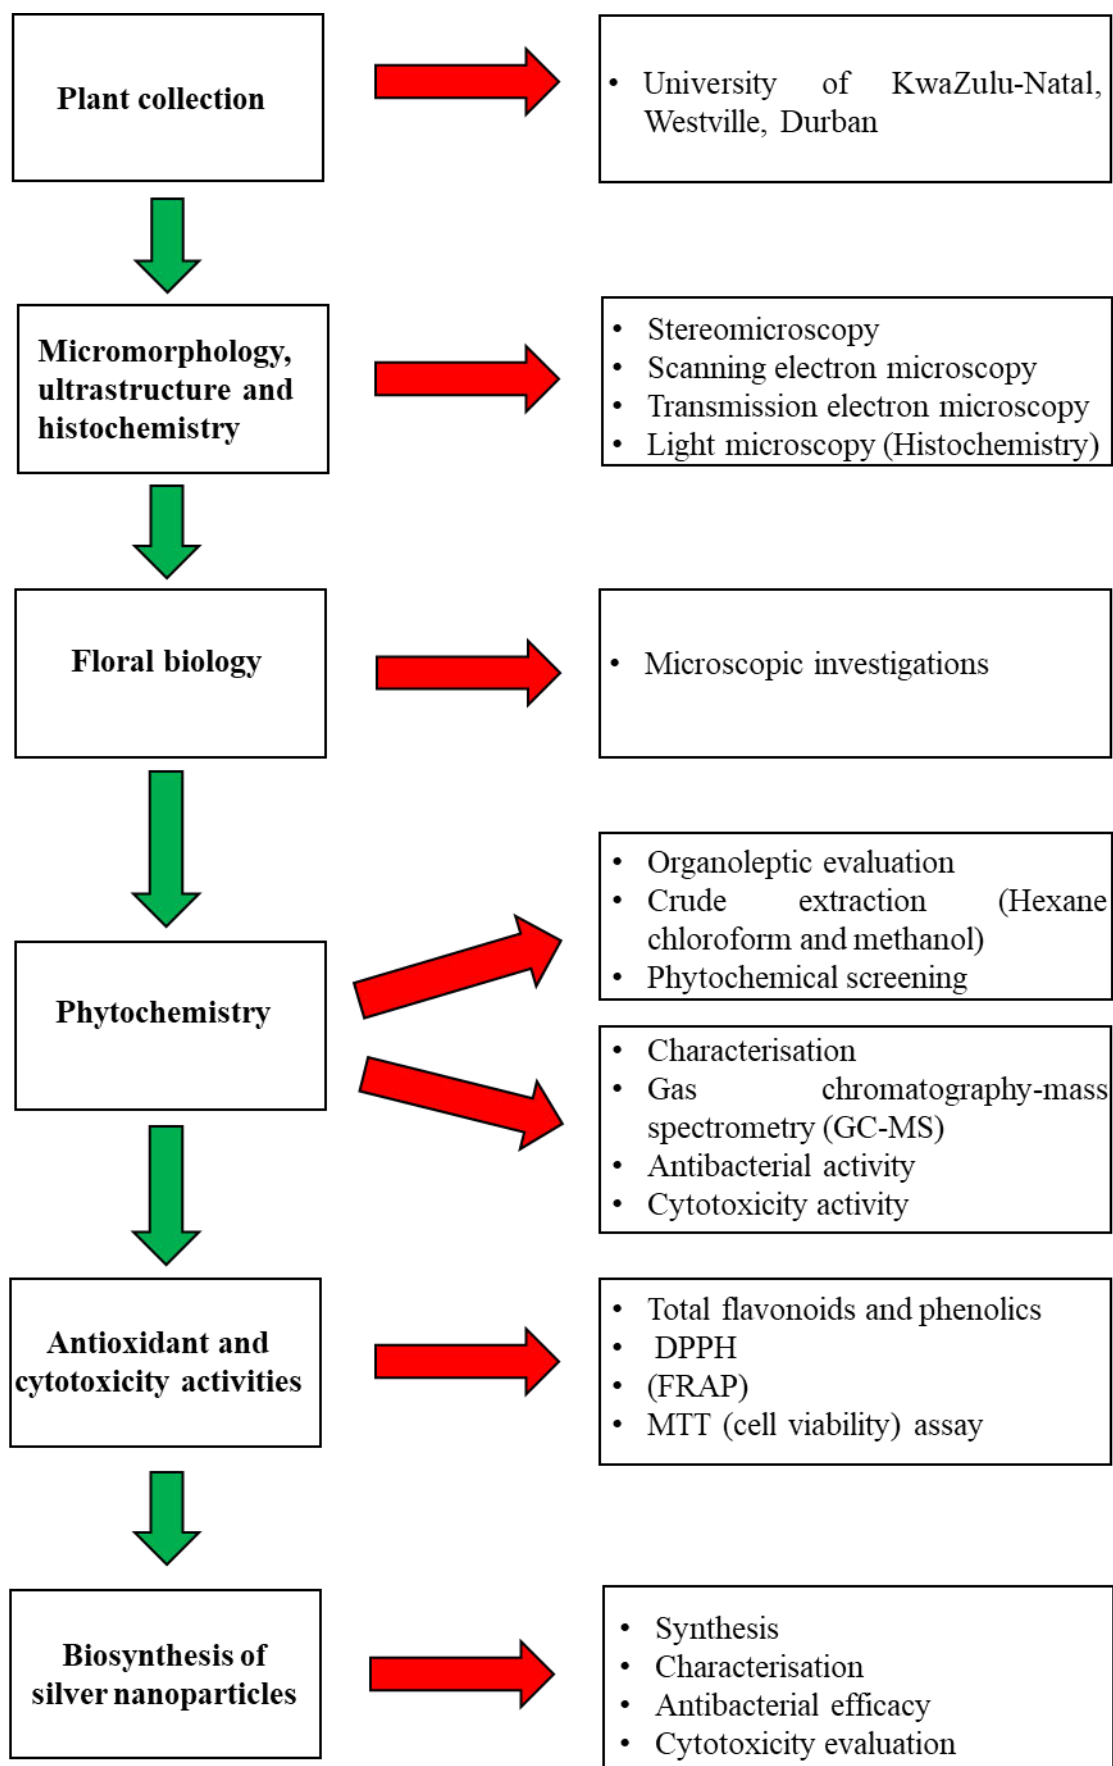 Plant collection
• University of KwaZulu-Natal,
Westville, Durban
Micromorphology,
ultrastructure and
histochemistry
• Stereomicroscopy
• Scanning electron microscopy
• Transmission electron microscopy
• Light microscopy (Histochemistry)
Floral biology
• Microscopic investigations
Phytochemistry
• Organoleptic evaluation
• Crude extraction (Hexane
chloroform and methanol)
• Phytochemical screening
• Characterisation
• Gas chromatography-mass
spectrometry (GC-MS)
• Antibacterial activity
• Cytotoxicity activity
Antioxidant and
cytotoxicity activities
• Total flavonoids and phenolics
• DPPH
• (FRAP)
• MTT (cell viability) assay
Biosynthesis of
silver nanoparticles
• Synthesis
• Characterisation
• Antibacterial efficacy
• Cytotoxicity evaluation